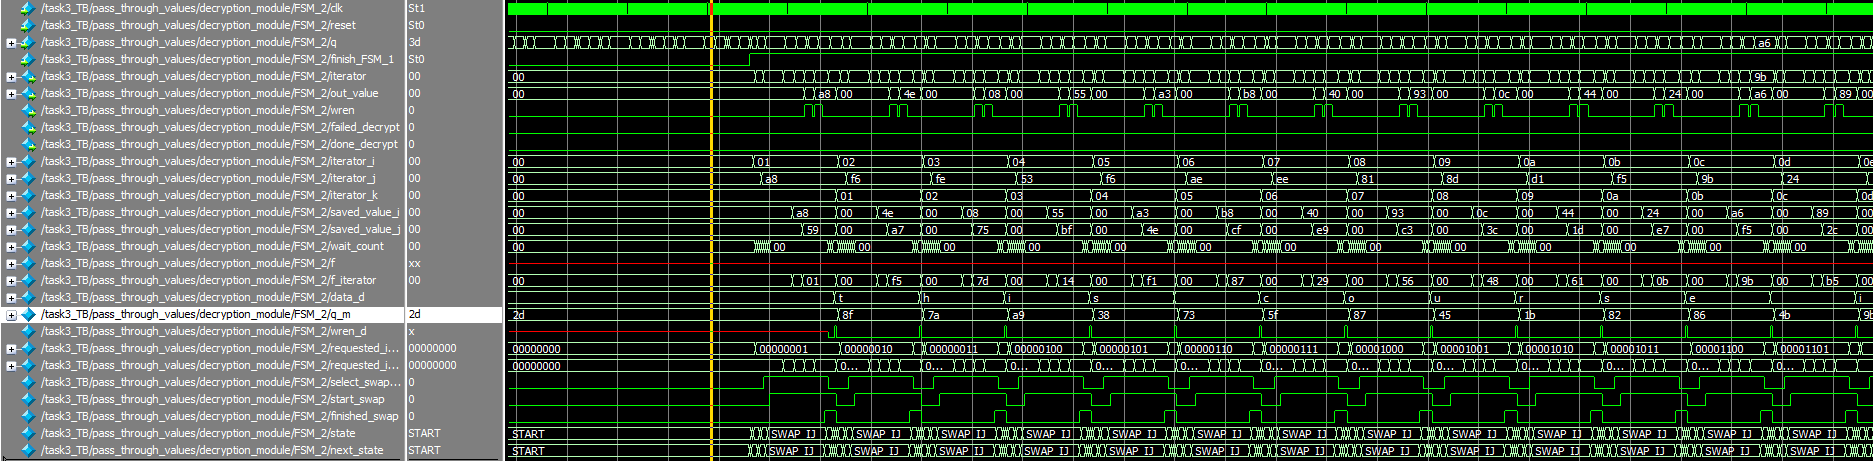 /task3_TB/pass_through_values/decryption_module/FSM_2/clk St1
/task3_TB/pass_through_values/decryption_module/FSM_2/reset St0
/task3_TB/pass_through_values/decryption_module/FSM_2/q 3d a6
/task3_TB/pass_through_values/decryption_module/FSM_2/finish_FSM_1 St0
/task3_TB/pass_through_values/decryption_module/FSM_2/iterator 00 00 9b
/task3_TB/pass_through_values/decryption_module/FSM_2/out_value 00 00 a8 00 4e 00 08 00 55 00 a3 00 b8 00 40 00 93 00 0c 00 44 00 24 00 a6 00 89 00
/task3_TB/pass_through_values/decryption_module/FSM_2/wren 0
/task3_TB/pass_through_values/decryption_module/FSM_2/failed_decrypt 0
/task3_TB/pass_through_values/decryption_module/FSM_2/done_decrypt 0
/task3_TB/pass_through_values/decryption_module/FSM_2/iterator_i 00 00 01 02 03 04 05 06 07 08 09 0a 0b 0c 0d 0e
/task3_TB/pass_through_values/decryption_module/FSM_2/iterator_j 00 00 a8 f6 fe 53 f6 ae ee 81 8d d1 f5 9b 24
/task3_TB/pass_through_values/decryption_module/FSM_2/iterator_k 00 00 01 02 03 04 05 06 07 08 09 0a 0b 0c 0d
/task3_TB/pass_through_values/decryption_module/FSM_2/saved_value_i 00 00 a8 00 4e 00 08 00 55 00 a3 00 b8 00 40 00 93 00 0c 00 44 00 24 00 a6 00 89 00
/task3_TB/pass_through_values/decryption_module/FSM_2/saved_value_j 00 00 59 00 a7 00 75 00 bf 00 4e 00 cf 00 e9 00 c3 00 3c 00 1d 00 e7 00 f5 00 2c 00
/task3_TB/pass_through_values/decryption_module/FSM_2/wait_count 00 00 00 00 00 00 00 00 00 00 00 00 00 00 00
/task3_TB/pass_through_values/decryption_module/FSM_2/f xx
/task3_TB/pass_through_values/decryption_module/FSM_2/f_iterator 00 00 01 00 f5 00 7d 00 14 00 f1 00 87 00 29 00 56 00 48 00 61 00 0b 00 9b 00 b5 00
/task3_TB/pass_through_values/decryption_module/FSM_2/data_d t h i s c o u r s e i
/task3_TB/pass_through_values/decryption_module/FSM_2/q_m 2d 2d 8f 7a a9 38 73 5f 87 45 1b 82 86 4b 9b
/task3_TB/pass_through_values/decryption_module/FSM_2/wren_d x
/task3_TB/pass_through_values/decryption_module/FSM_2/requested_i... 00000000 00000000 00000001 00000010 00000011 00000100 00000101 00000110 00000111 00001000 00001001 00001010 00001011 00001100 00001101
/task3_TB/pass_through_values/decryption_module/FSM_2/requested_i... 00000000 00000000 0... 0... 0... 0... 0... 0... 0... 0... 0... 0... 0... 0...
/task3_TB/pass_through_values/decryption_module/FSM_2/select_swap... 0
/task3_TB/pass_through_values/decryption_module/FSM_2/start_swap 0
/task3_TB/pass_through_values/decryption_module/FSM_2/finished_swap 0
/task3_TB/pass_through_values/decryption_module/FSM_2/state START START SWAP IJ SWAP IJ SWAP IJ SWAP IJ SWAP IJ SWAP IJ SWAP IJ SWAP IJ SWAP IJ SWAP IJ SWAP IJ SWAP IJ SWAP IJ
/task3_TB/pass_through_values/decryption_module/FSM_2/next_state START START SWAP IJ SWAP IJ SWAP IJ SWAP IJ SWAP IJ SWAP IJ SWAP IJ SWAP IJ SWAP IJ SWAP IJ SWAP IJ SWAP IJ SWAP IJ